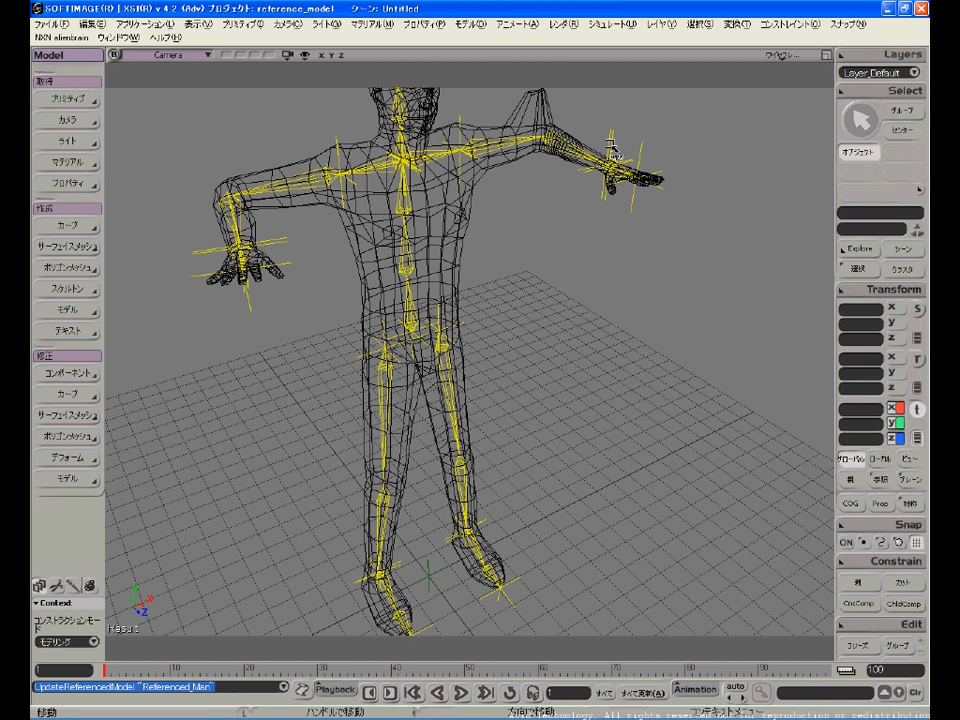 SOFTIMAGE(R) | XSI(R) v.4.2 (Adv) プロジェクト: reference_model シーン: Untitled
ファイル(F) 編集(E) アプリケーション(L) 表示(V) プリミティブ(I) カメラ(C) ライト(G) マテリアル(M) プロパティ(P) モデル(D) アニメート(A) レンダ(R) シミュレート(U) レイヤ(Y) 選択(S) 変換(T) コンストレイント(O) スナップ(N)
NXN alienbrain ウィンドウ(W) ヘルプ(H)
Model
B Camera X Y Z
Layers
取得
プリミティブ
カメラ
ライト
マテリアル
プロパティ
作成
カーブ
サーフェイスメッシュ
ポリゴンメッシュ
スケルトン
モデル
テキスト
修正
コンポーネント
カーブ
サーフェイスメッシュ
ポリゴンメッシュ
デフォーム
モデル
Context
コンストラクションモード
モデリング
Y
X
Z
Result
Layer_Default
Select
グループ
センター
オブジェクト
Explore シーン
選択 クラスタ
Transform
x s
y
z
x r
y
z
x t
y
z
グローバル ローカル ビュー
親 参照 プレーン
COG Prop 対称
Snap
ON
Constrain
親 カット
CnsComp ChldComp
Edit
フリーズ グループ
1 10 20 30 40 50 60 70 80 90 100
UpdateReferencedModel "Referenced_Man"
Playback
1 すべて すべて更新(A) Animation auto Clr
移動 L ハンドルで移動 方向で移動 コンテキストメニュー